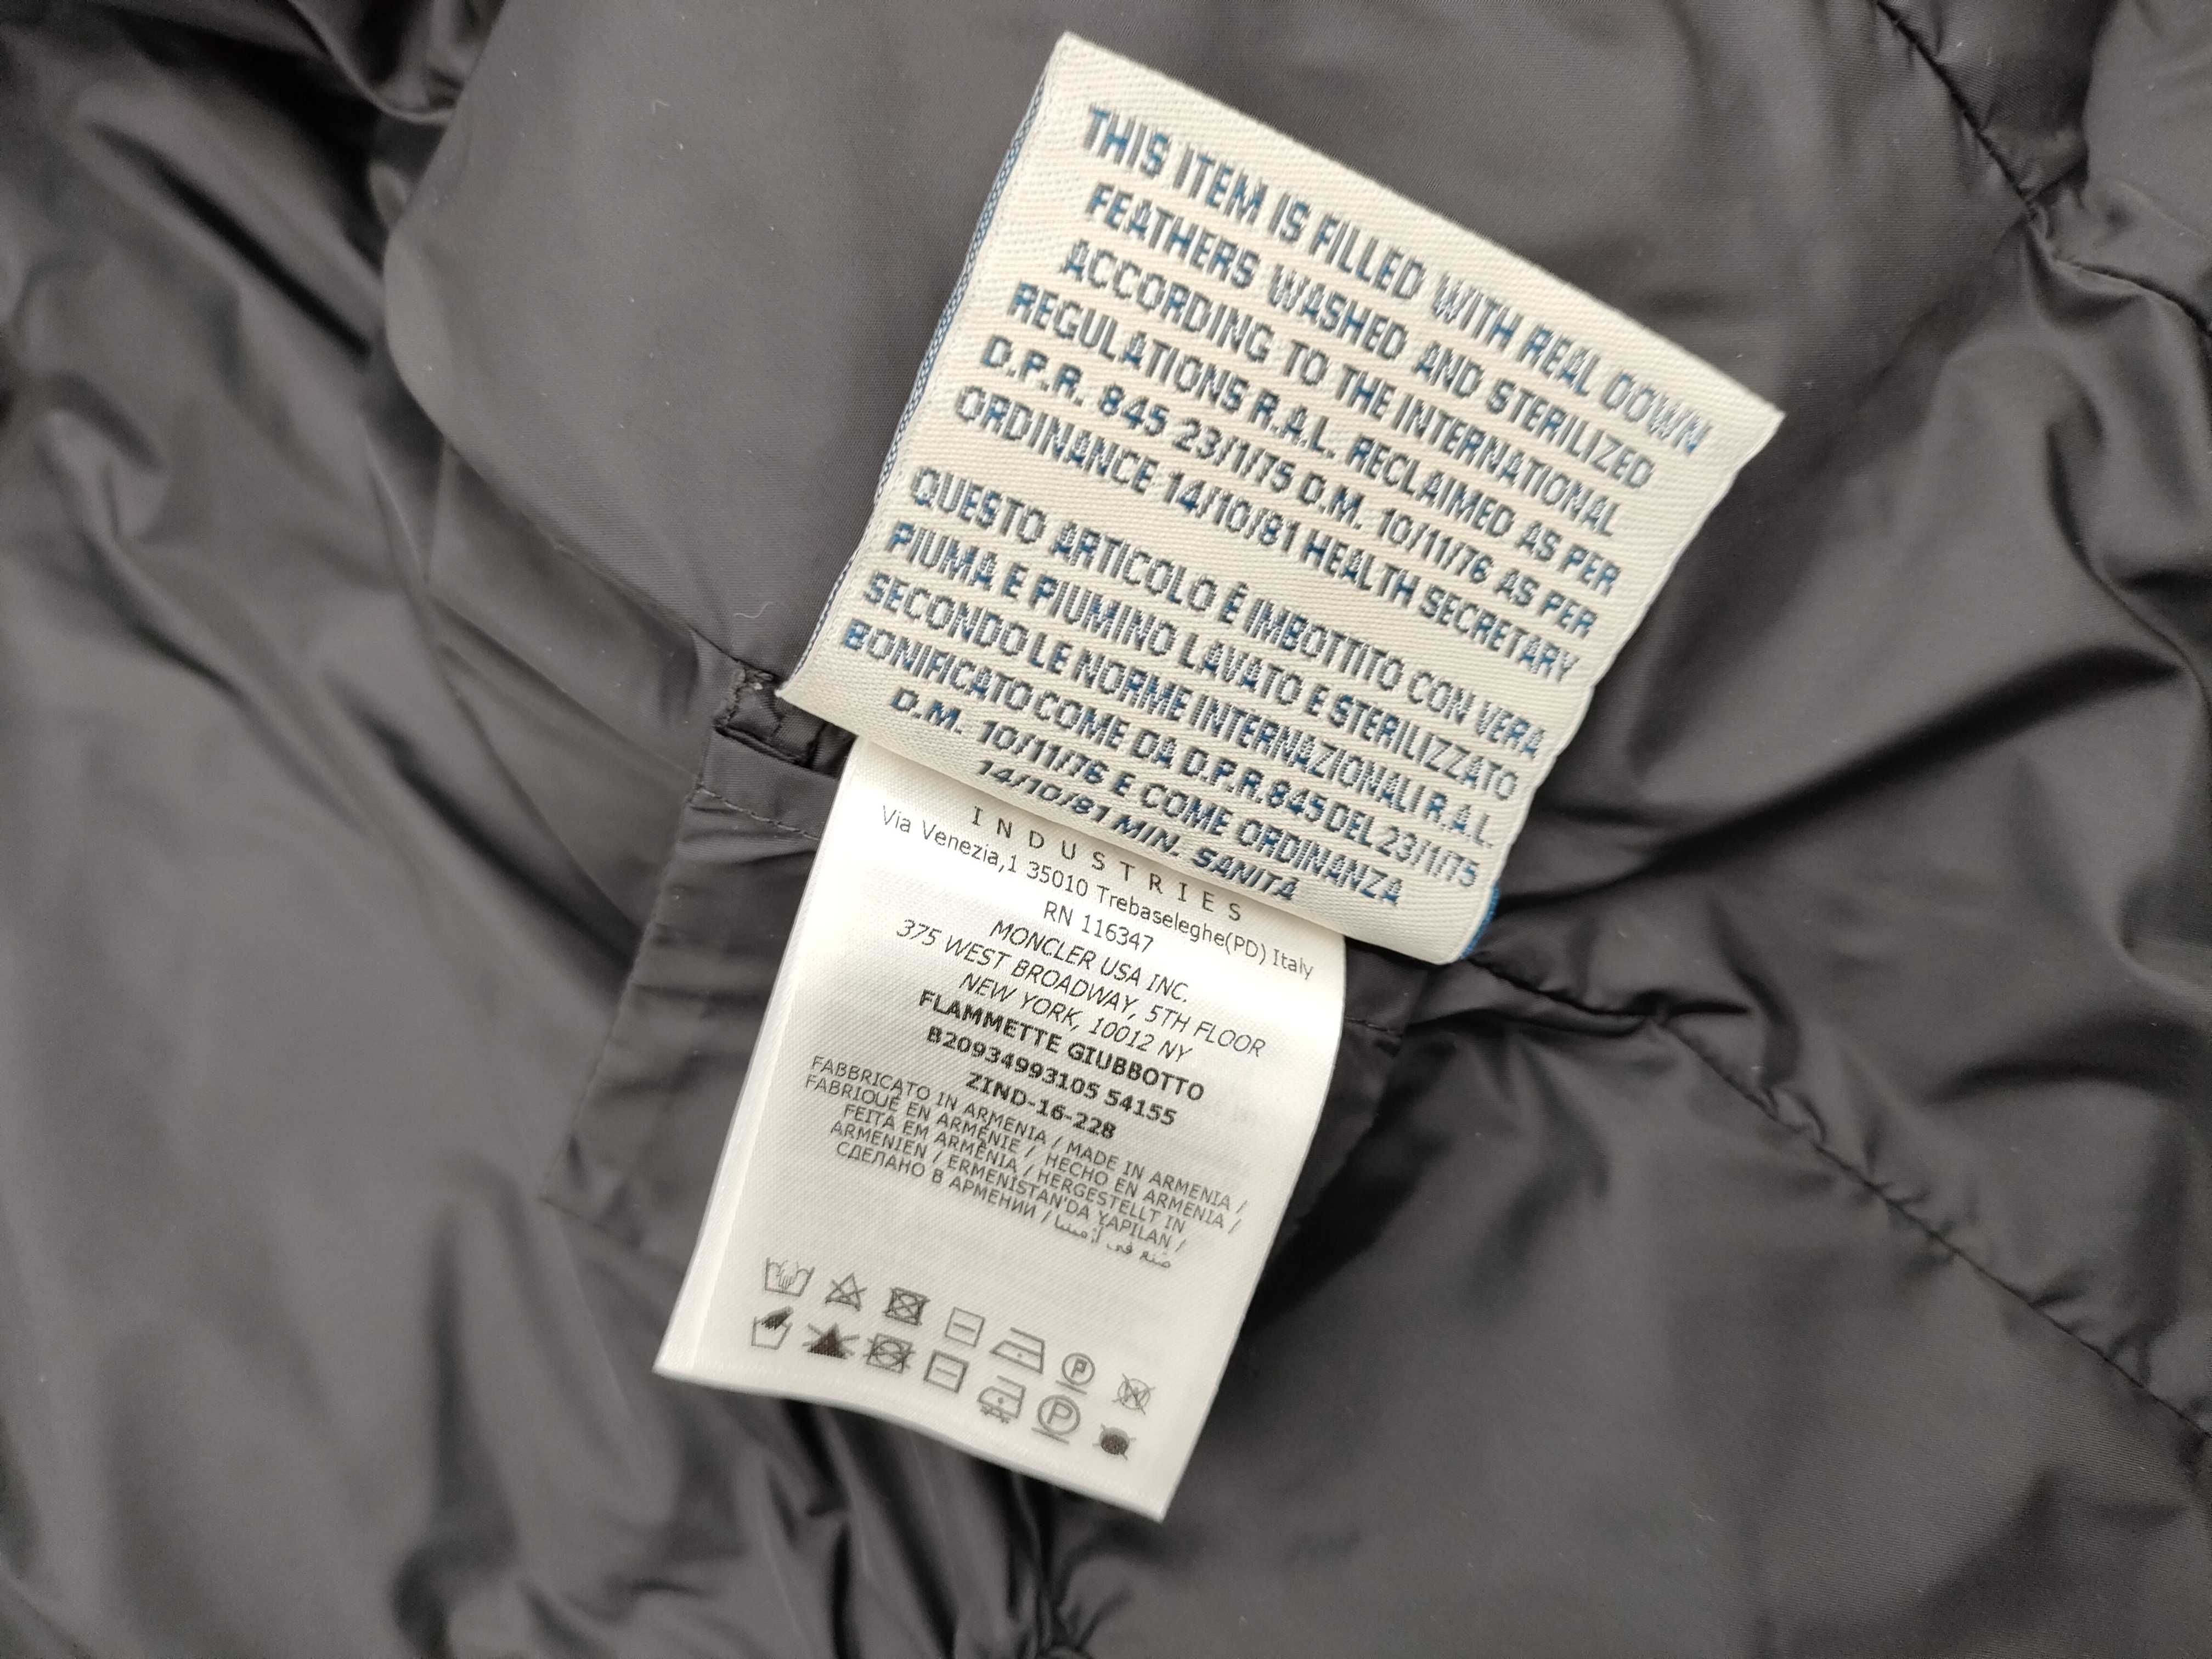 THIS ITEM IS FILLED WITH REAL DOWN
FEATHERS WASHED AND STERILIZED
ACCORDING TO THE INTERNATIONAL
REGULATIONS R.A.L. RECLAIMED AS PER
D.P.R. 845 23/1/75 D.M. 10/11/76 AS PER
ORDINANCE 14/10/81 HEALTH SECRETARY
QUESTO ARTICOLO È IMBOTTITO CON VERA
PIUMA E PIUMINO LAVATO E STERILIZZATO
SECONDO LE NORME INTERNAZIONALI R.A.L.
BONIFICATO COME DA D.P.R. 845 DEL 23/1/75
D.M. 10/11/76 E COME ORDINANZA
14/10/81 MIN. SANITÀ
INDUSTRIES
Via Venezia,1 35010 Trebaseleghe(PD) Italy
RN 116347
MONCLER USA INC.
375 WEST BROADWAY, 5TH FLOOR
NEW YORK, 10012 NY
FLAMMETTE GIUBBOTTO
B20934993105 54155
ZIND-16-228
FABBRICATO IN ARMENIA / MADE IN ARMENIA /
FABRIQUÉ EN ARMÉNIE / HECHO EN ARMENIA /
FEITA EM ARMÊNIA / HERGESTELLT IN
ARMENIEN / ERMENİSTAN'DA YAPILAN /
СДЕЛАНО В АРМЕНИИ / صنع في أرمينيا
P W
P